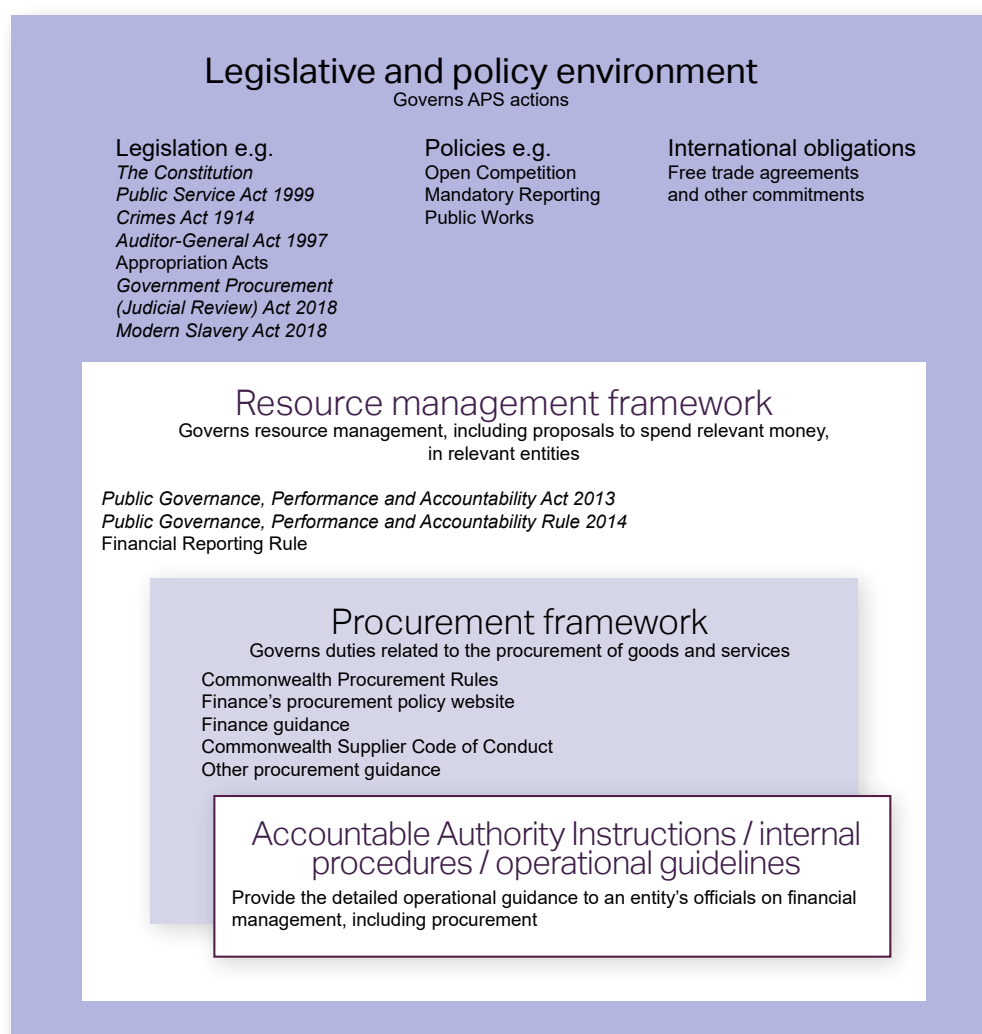 Legislative and policy environment
Governs APS actions
Legislation e.g.
The Constitution
Public Service Act 1999
Crimes Act 1914
Auditor-General Act 1997
Appropriation Acts
Government Procurement
(Judicial Review) Act 2018
Modern Slavery Act 2018
Policies e.g.
Open Competition
Mandatory Reporting
Public Works
International obligations
Free trade agreements
and other commitments
Resource management framework
Governs resource management, including proposals to spend relevant money,
in relevant entities
Public Governance, Performance and Accountability Act 2013
Public Governance, Performance and Accountability Rule 2014
Financial Reporting Rule
Procurement framework
Governs duties related to the procurement of goods and services
Commonwealth Procurement Rules
Finance’s procurement policy website
Finance guidance
Commonwealth Supplier Code of Conduct
Other procurement guidance
Accountable Authority Instructions / internal
procedures / operational guidelines
Provide the detailed operational guidance to an entity’s officials on financial
management, including procurement